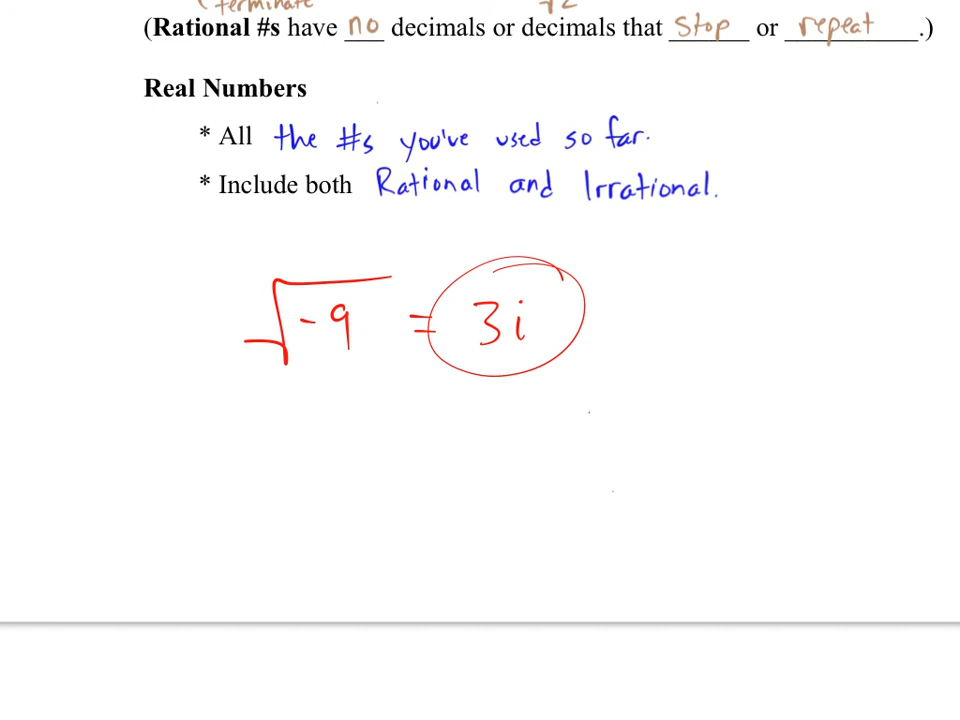 (terminate
(Rational #s have no decimals or decimals that stop or repeat.)
Real Numbers
* All the #s you've used so far.
* Include both Rational and Irrational.
√-9 = 3i